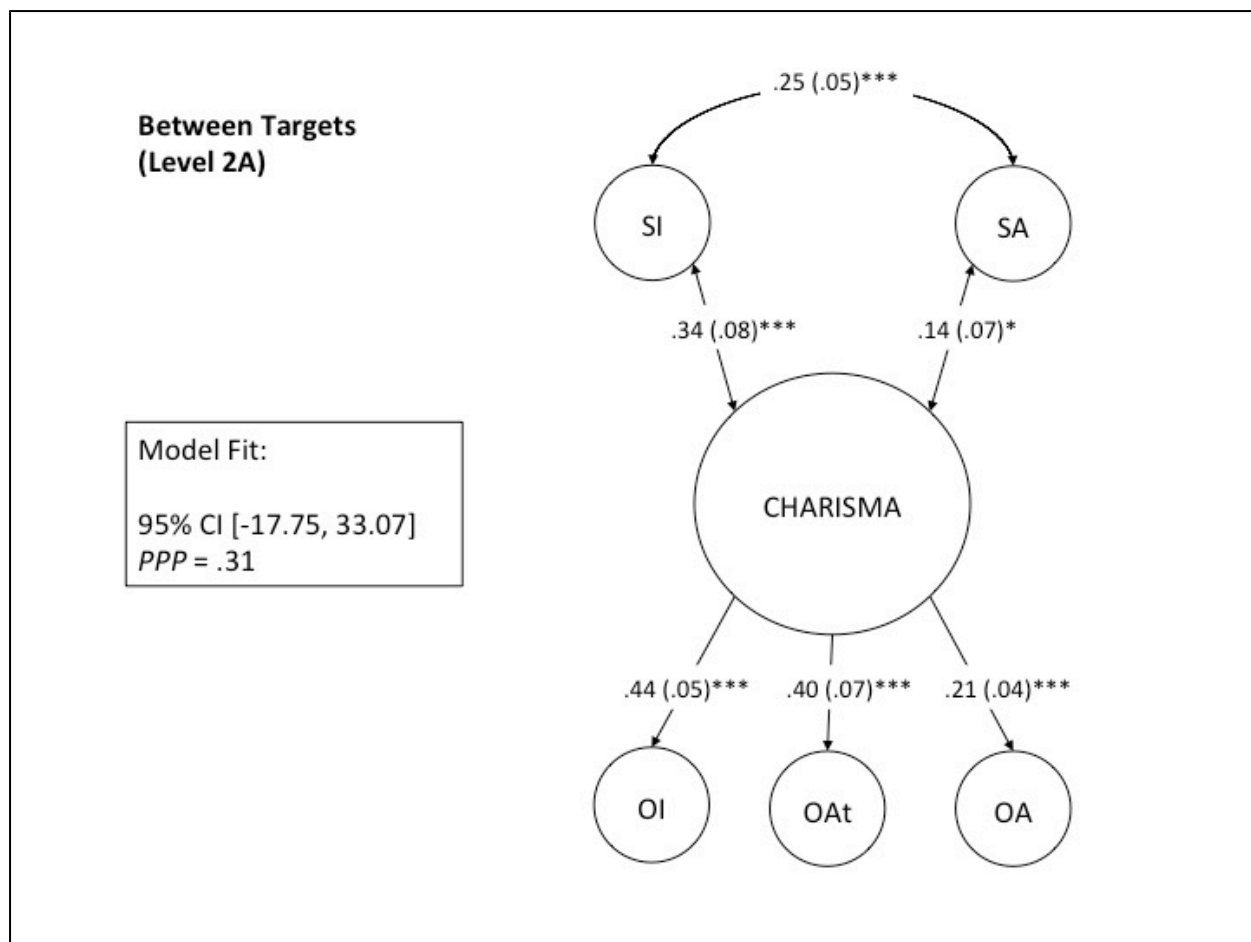 .25 (.05)***
Between Targets
(Level 2A)
SI
SA
.34 (.08)***
.14 (.07)*
Model Fit:
95% CI [-17.75, 33.07]
PPP = .31
CHARISMA
.44 (.05)***
.40 (.07)***
.21 (.04)***
OI
OAt
OA